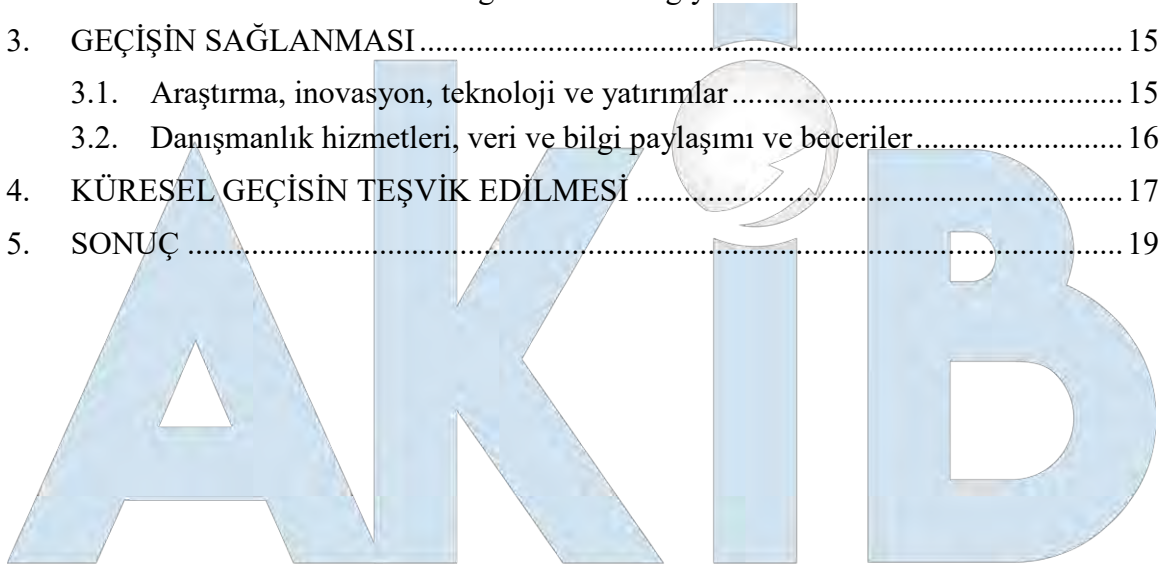 3. GEÇİŞİN SAĞLANMASI ........ 15
3.1. Araştırma, inovasyon, teknoloji ve yatırımlar ........ 15
3.2. Danışmanlık hizmetleri, veri ve bilgi paylaşımı ve beceriler ........ 16
4. KÜRESEL GEÇİSİN TEŞVİK EDİLMESİ ........ 17
5. SONUÇ ........ 19
AKİB